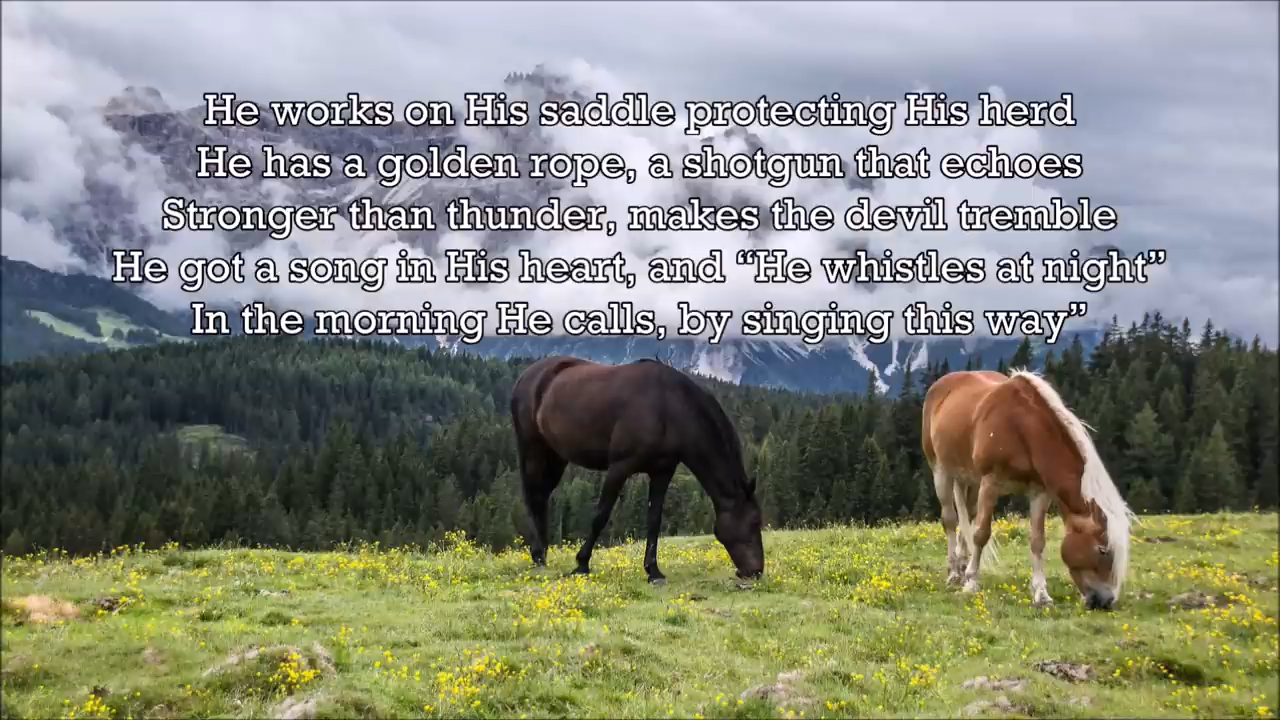 He works on His saddle protecting His herd
He has a golden rope, a shotgun that echoes
Stronger than thunder, makes the devil tremble
He got a song in His heart, and “He whistles at night”
In the morning He calls, by singing this way”